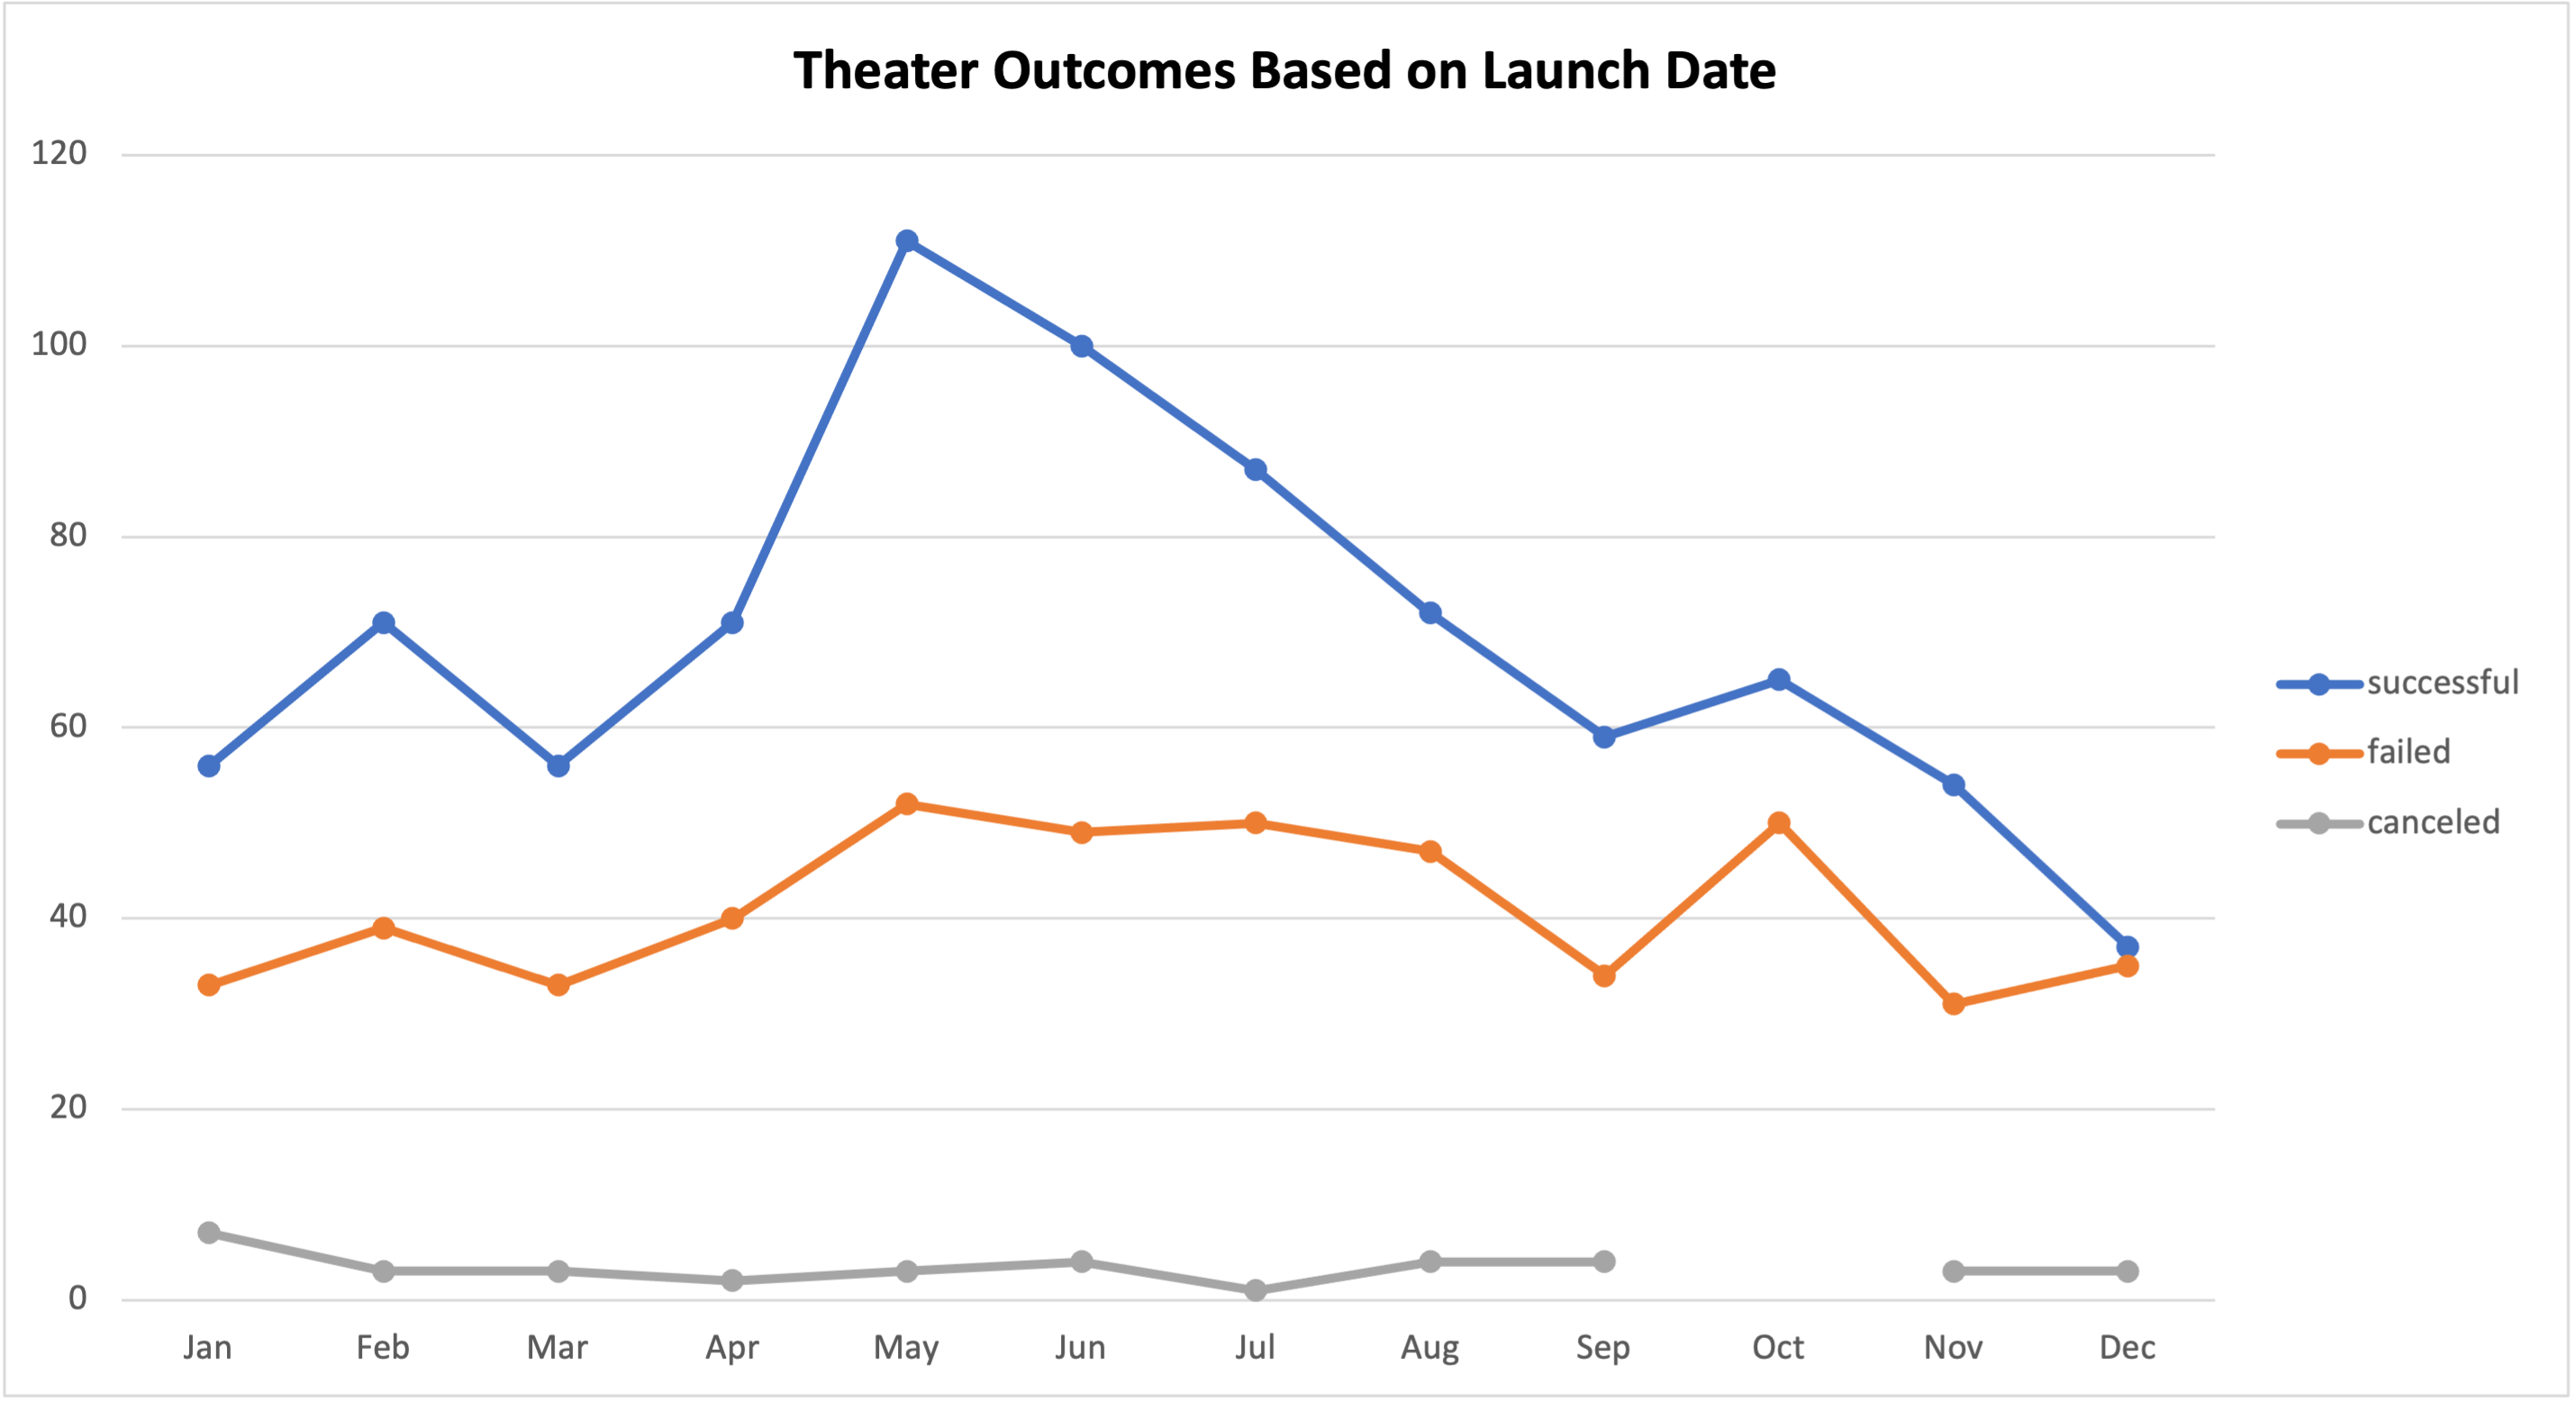 Theater Outcomes Based on Launch Date
120
100
80
60
40
20
0
Jan Feb Mar Apr May Jun Jul Aug Sep Oct Nov Dec
successful
failed
canceled